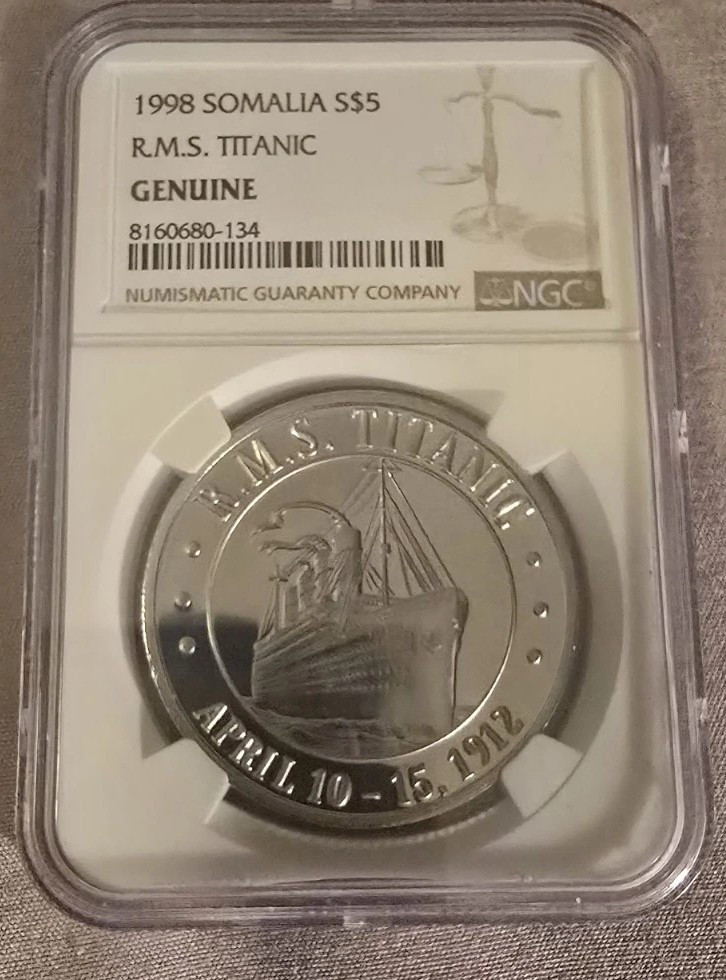 1998 SOMALIA S$5
R.M.S. TITANIC
GENUINE
8160680-134
NUMISMATIC GUARANTY COMPANY
NGC®
R.M.S. TITANIC
APRIL 10 - 15, 1912